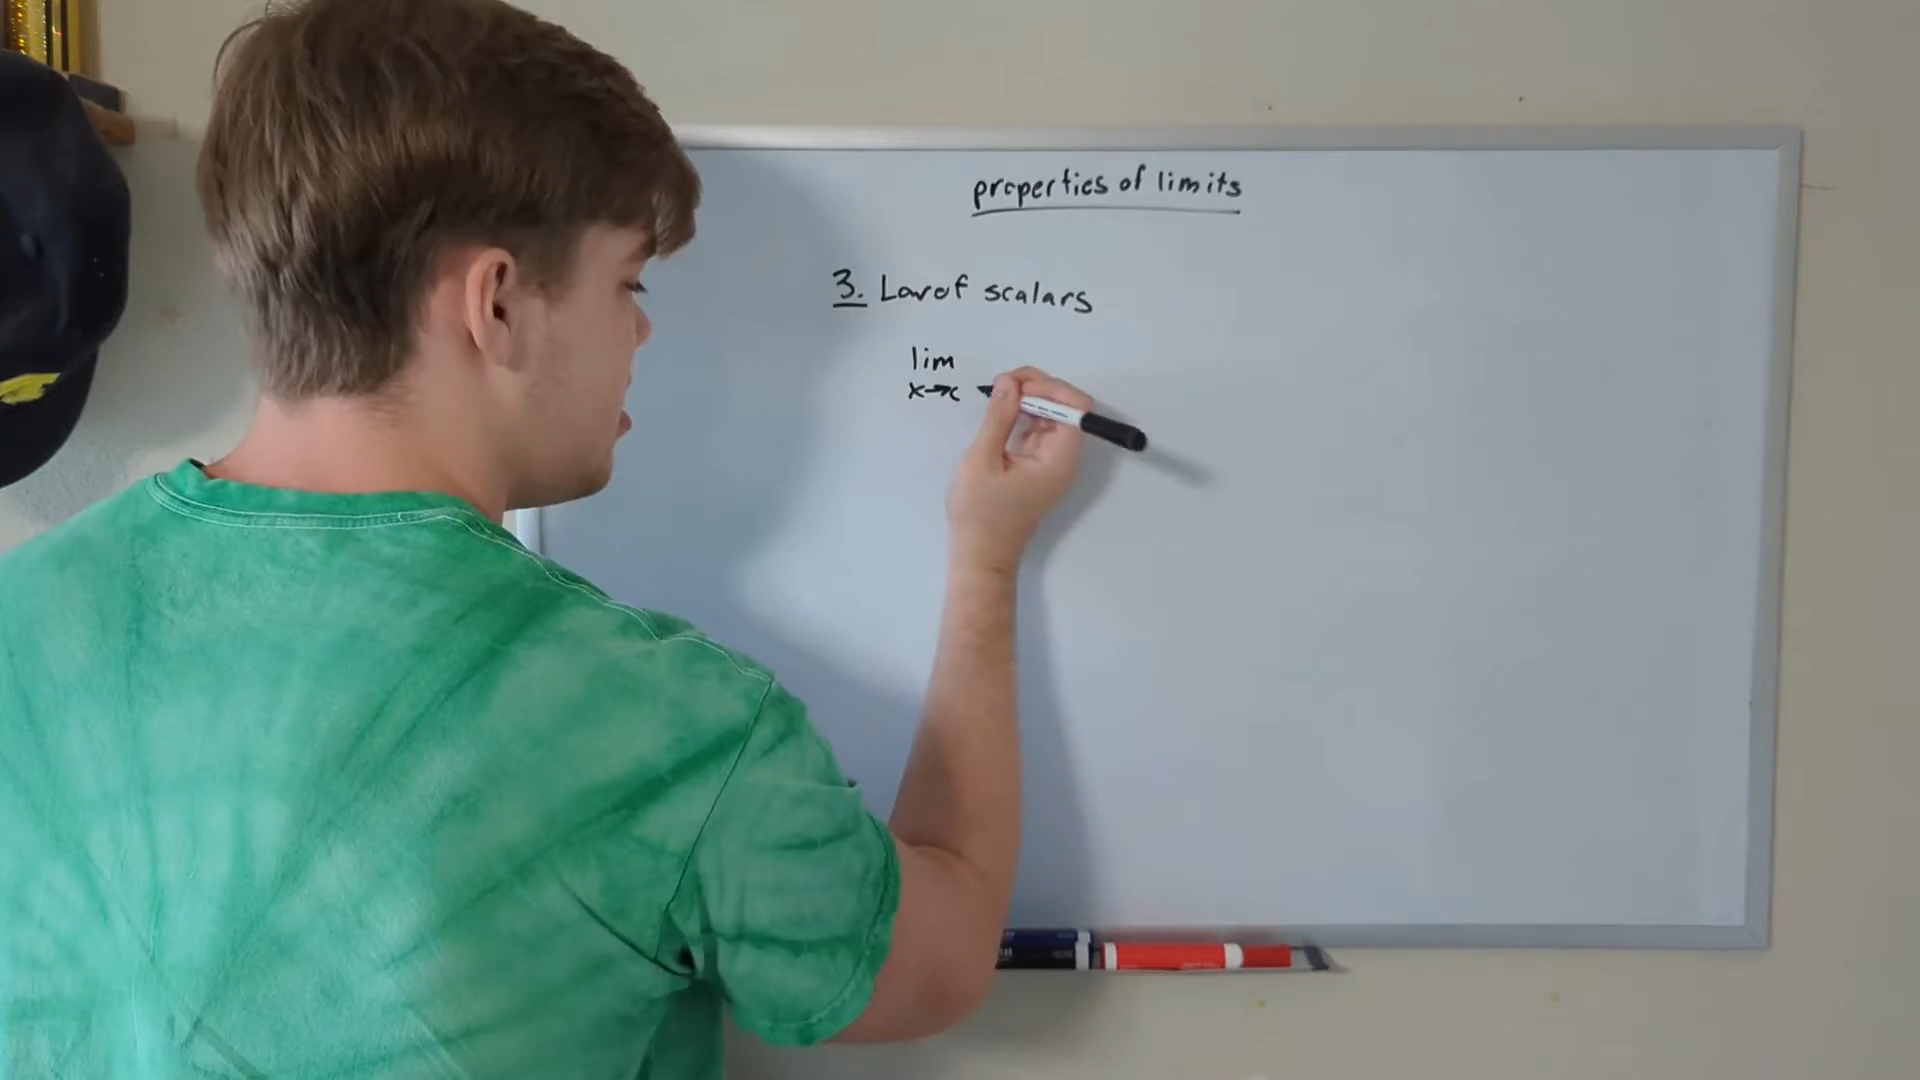 properties of limits
3. Law of scalars
lim
x→c